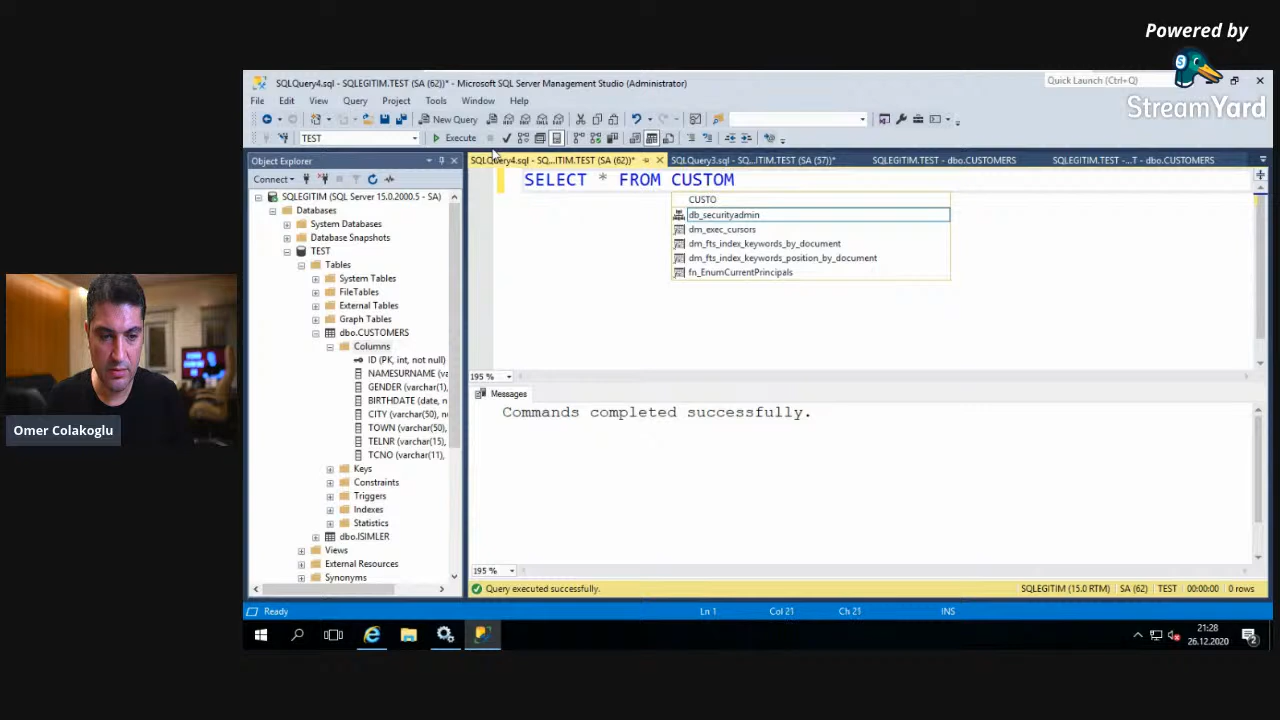 Powered by
StreamYard
SQLQuery4.sql - SQLEGITIM.TEST (SA (62))* - Microsoft SQL Server Management Studio (Administrator)
Quick Launch (Ctrl+Q)
File Edit View Query Project Tools Window Help
New Query
TEST
Execute
Object Explorer
SQLQuery4.sql - SQ...ITIM.TEST (SA (62))*
SQLQuery3.sql - SQ...ITIM.TEST (SA (57))*
SQLEGITIM.TEST - dbo.CUSTOMERS
SQLEGITIM.TEST -...T - dbo.CUSTOMERS
Connect
SQLEGITIM (SQL Server 15.0.2000.5 - SA)
Databases
System Databases
Database Snapshots
TEST
Tables
System Tables
FileTables
External Tables
Graph Tables
dbo.CUSTOMERS
Columns
ID (PK, int, not null)
NAMESURNAME (varcha
GENDER (varchar(1),
BIRTHDATE (date, n
CITY (varchar(50), n
TOWN (varchar(50),
TELNR (varchar(15),
TCNO (varchar(11),
Keys
Constraints
Triggers
Indexes
Statistics
dbo.ISIMLER
Views
External Resources
Synonyms
SELECT * FROM CUSTOM
CUSTO
db_securityadmin
dm_exec_cursors
dm_fts_index_keywords_by_document
dm_fts_index_keywords_position_by_document
fn_EnumCurrentPrincipals
195 %
Messages
Commands completed successfully.
195 %
Query executed successfully.
SQLEGITIM (15.0 RTM) SA (62) TEST 00:00:00 0 rows
Ready
Ln 1 Col 21 Ch 21 INS
21:28
26.12.2020
2
Omer Colakoglu